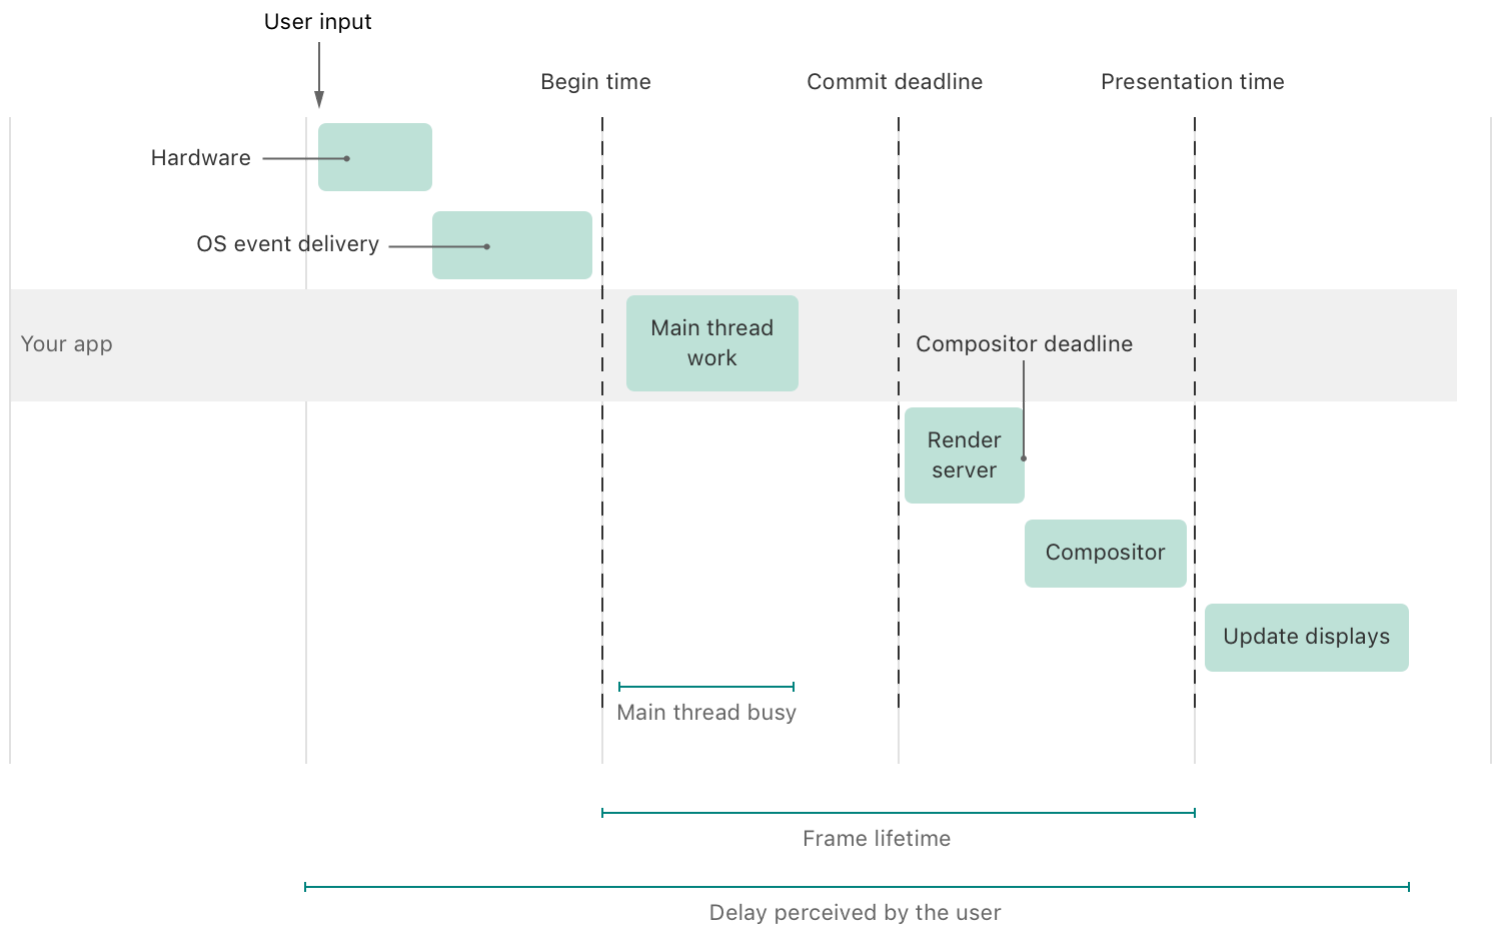 User input
Begin time
Commit deadline
Presentation time
Hardware
OS event delivery
Your app
Main thread
work
Compositor deadline
Render
server
Compositor
Update displays
Main thread busy
Frame lifetime
Delay perceived by the user